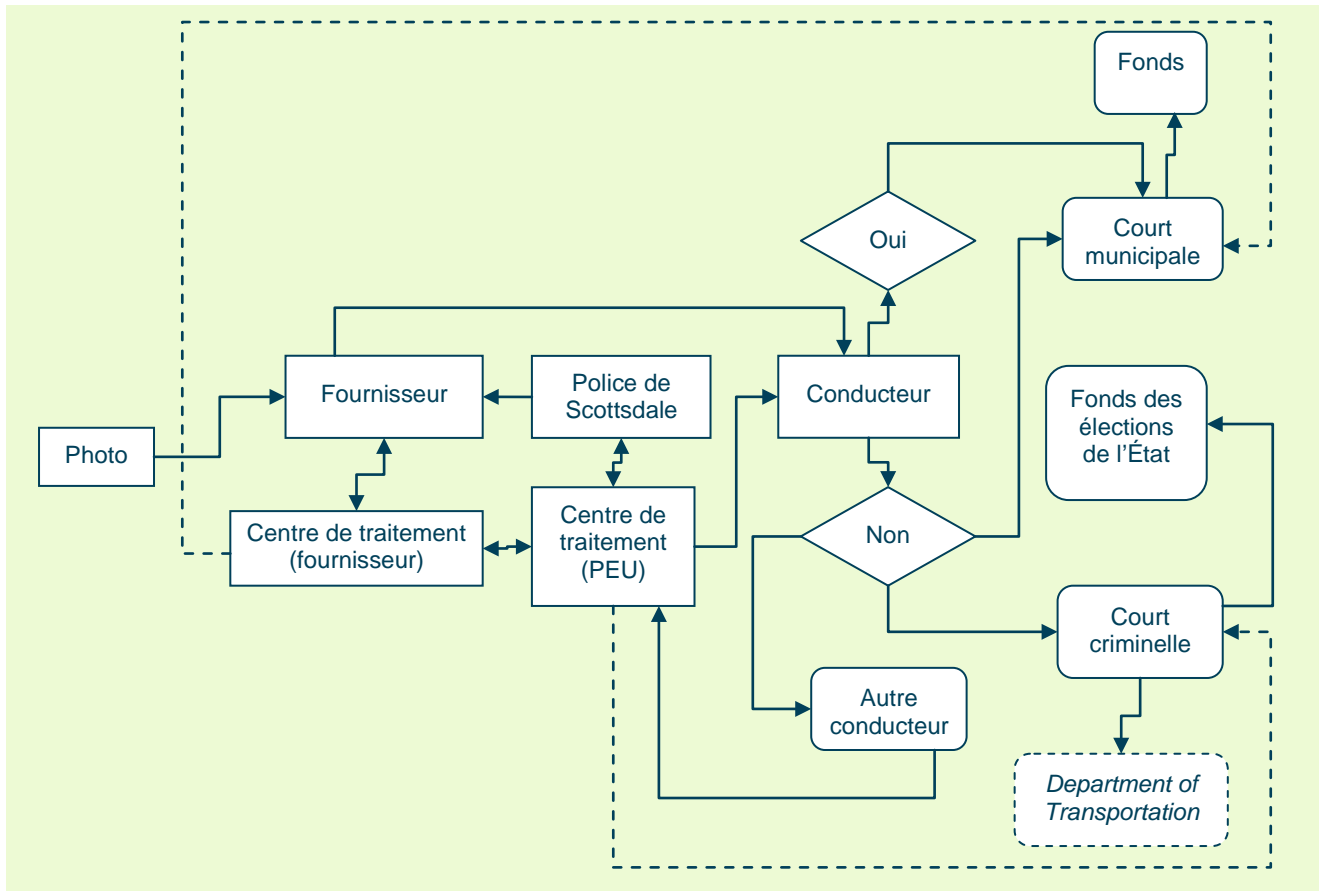 Fonds
Oui
Court
municipale
Fournisseur
Police de
Scottsdale
Conducteur
Fonds des
élections
de l’État
Photo
Centre de traitement
(fournisseur)
Centre de
traitement
(PEU)
Non
Court
criminelle
Autre
conducteur
Department of
Transportation